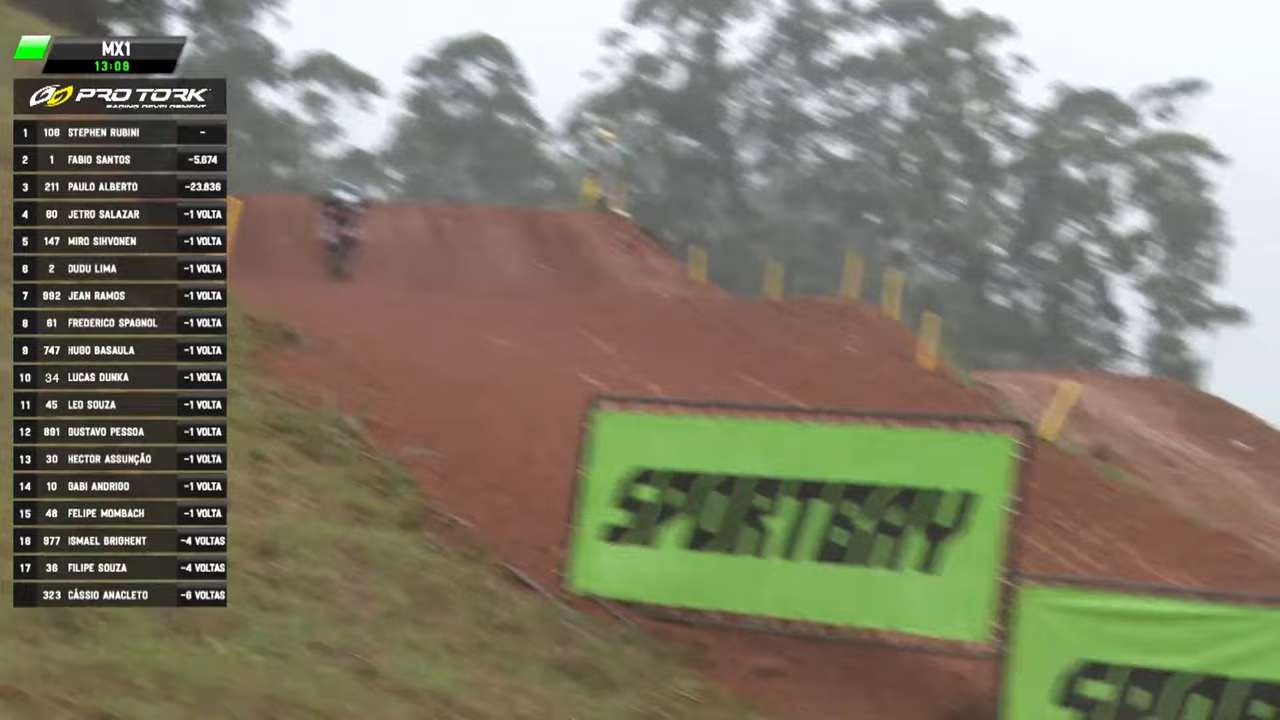 MX1
13:09
PRO TORK
RACING DEVELOPMENT
1 106 STEPHEN RUBINI -
2 1 FABIO SANTOS -5.674
3 211 PAULO ALBERTO -23.836
4 60 JETRO SALAZAR -1 VOLTA
5 147 MIRO SIHVONEN -1 VOLTA
6 2 DUDU LIMA -1 VOLTA
7 992 JEAN RAMOS -1 VOLTA
8 61 FREDERICO SPAGNOL -1 VOLTA
9 747 HUGO BASAULA -1 VOLTA
10 34 LUCAS DUNKA -1 VOLTA
11 45 LEO SOUZA -1 VOLTA
12 891 GUSTAVO PESSOA -1 VOLTA
13 30 HECTOR ASSUNÇÃO -1 VOLTA
14 10 GABI ANDRIGO -1 VOLTA
15 48 FELIPE MOMBACH -1 VOLTA
16 977 ISMAEL BRIGHENT -4 VOLTAS
17 36 FILIPE SOUZA -4 VOLTAS
323 CÁSSIO ANACLETO -6 VOLTAS
SPORTBAY